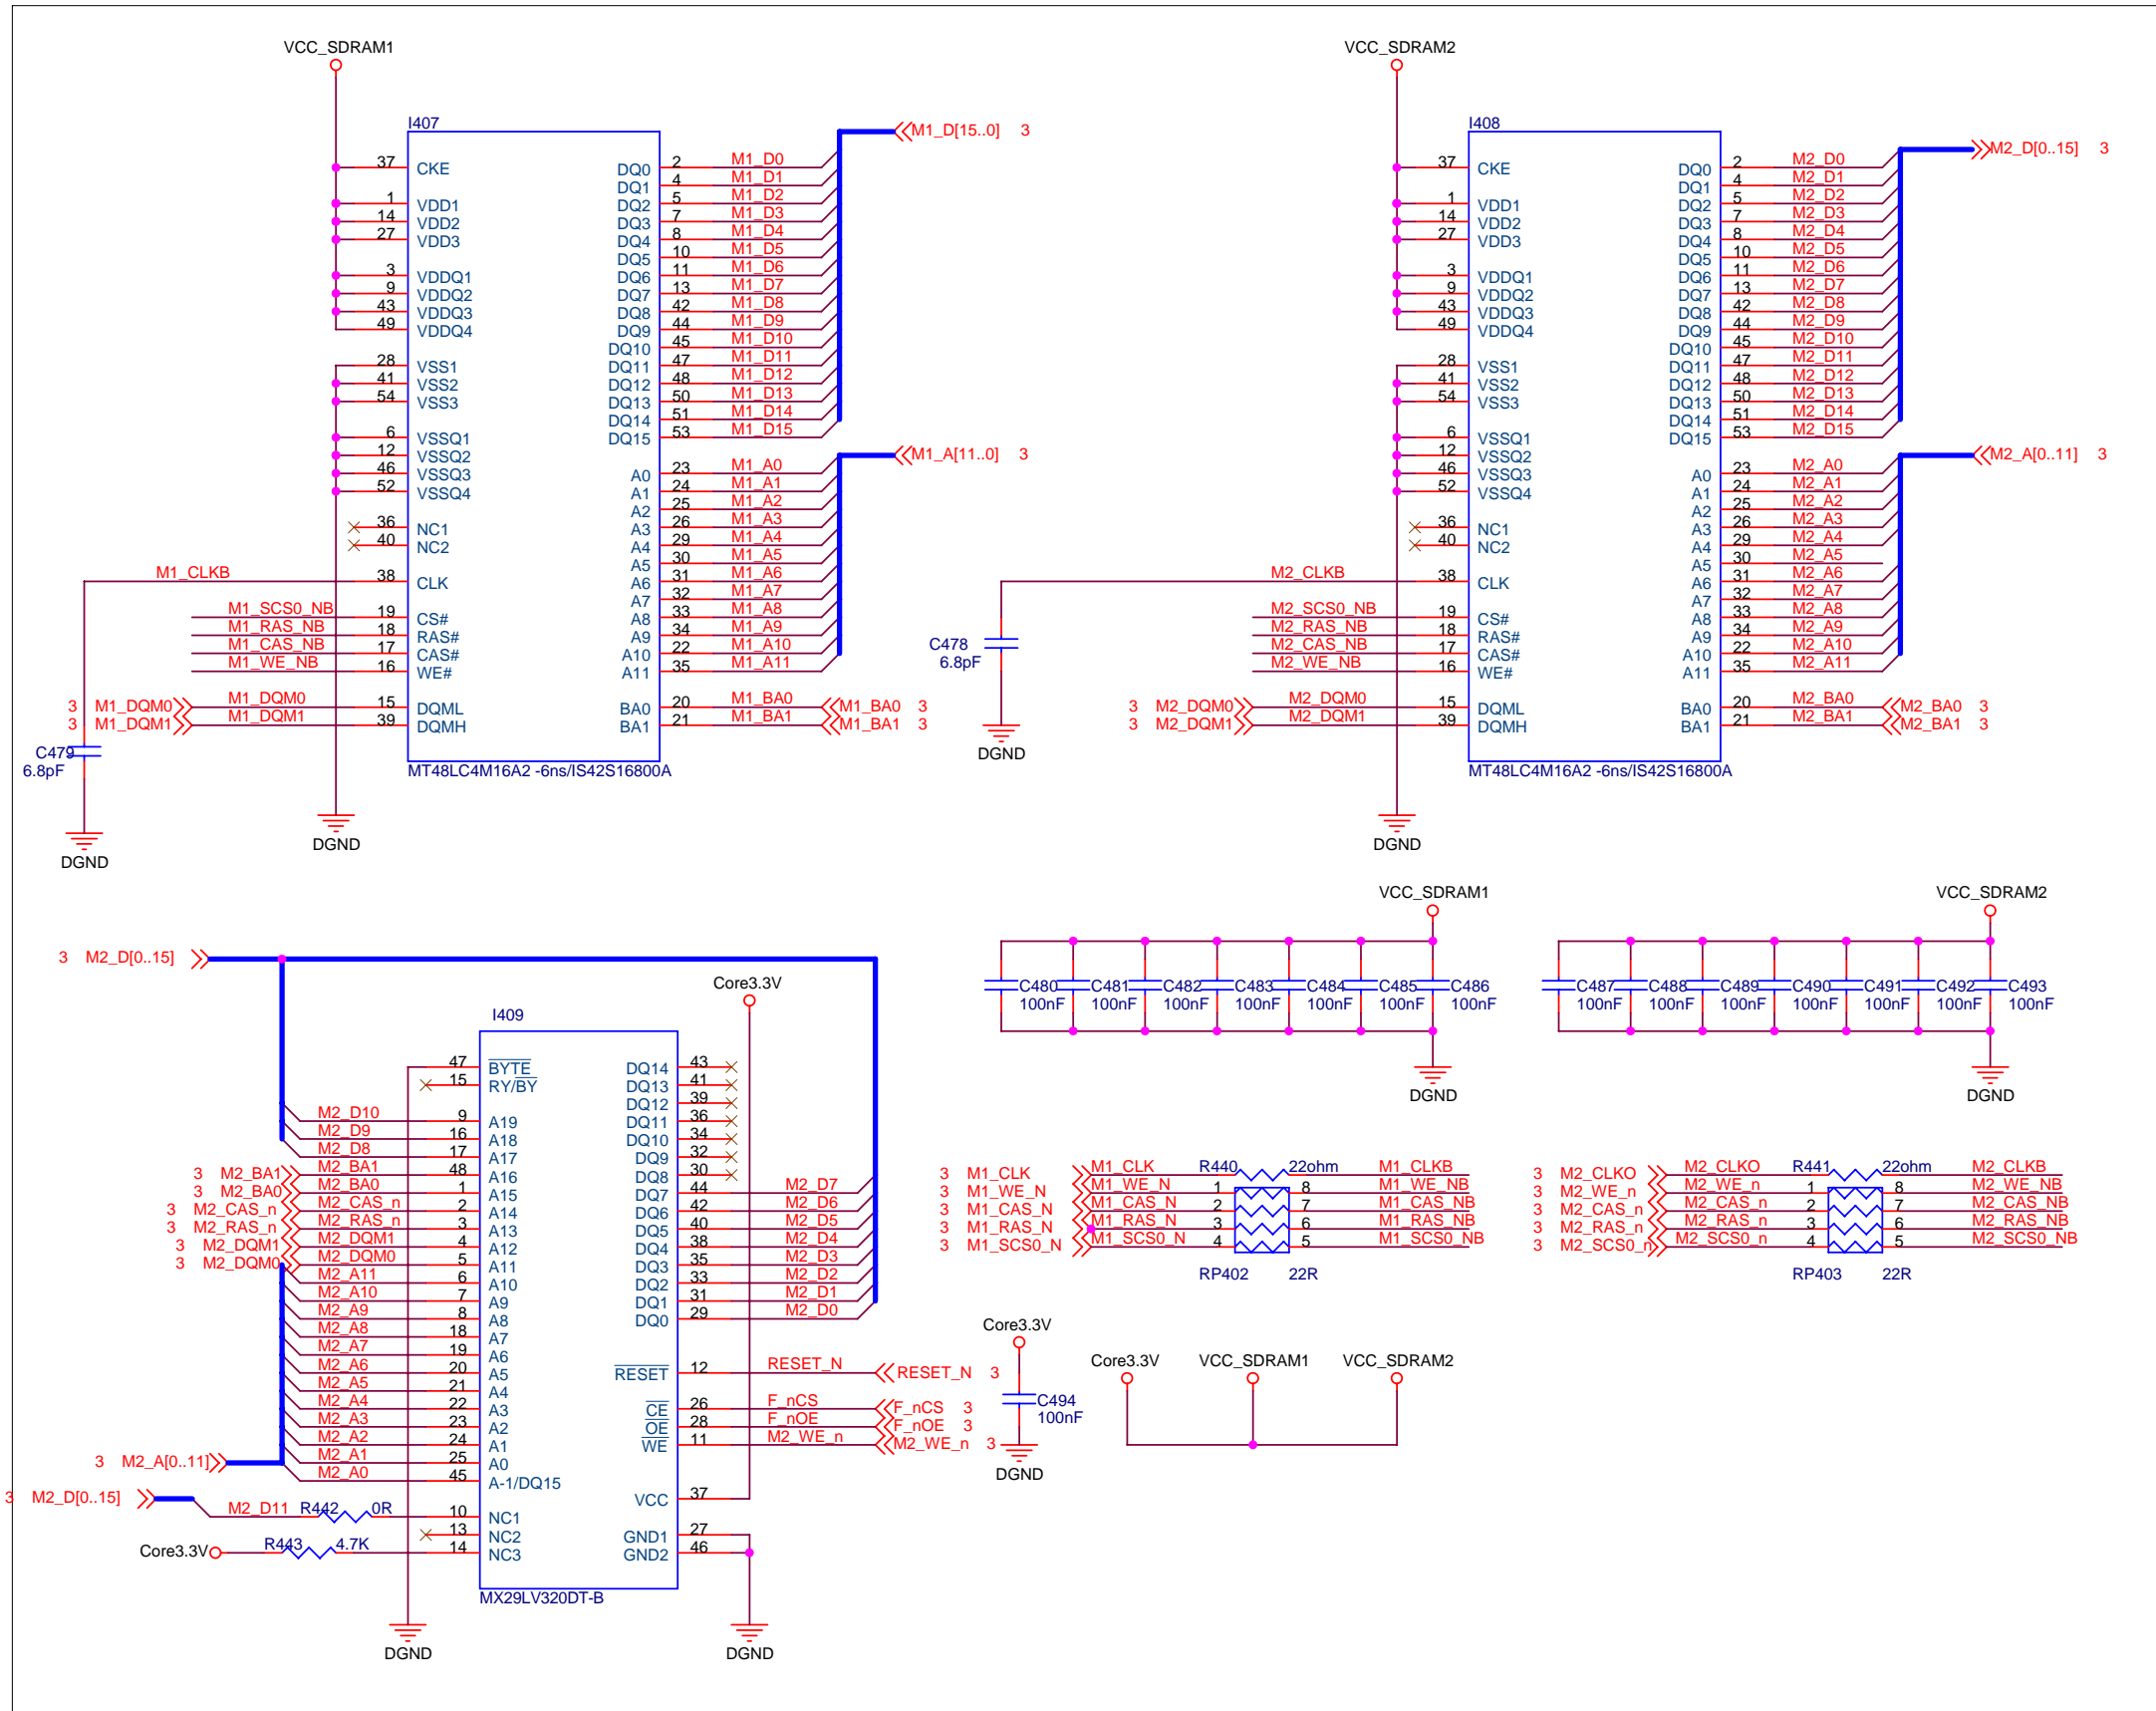 VCC_SDRAM1
I407
37 CKE
1 VDD1
14 VDD2
27 VDD3
3 VDDQ1
9 VDDQ2
43 VDDQ3
49 VDDQ4
28 VSS1
41 VSS2
54 VSS3
6 VSSQ1
12 VSSQ2
46 VSSQ3
52 VSSQ4
36 NC1
40 NC2
M1_CLKB 38 CLK
M1_SCS0_NB 19 CS#
M1_RAS_NB 18 RAS#
M1_CAS_NB 17 CAS#
M1_WE_NB 16 WE#
3 M1_DQM0 M1_DQM0 15 DQML
3 M1_DQM1 M1_DQM1 39 DQMH
DQ0 2 M1_D0
DQ1 4 M1_D1
DQ2 5 M1_D2
DQ3 7 M1_D3
DQ4 8 M1_D4
DQ5 10 M1_D5
DQ6 11 M1_D6
DQ7 13 M1_D7
DQ8 42 M1_D8
DQ9 44 M1_D9
DQ10 45 M1_D10
DQ11 47 M1_D11
DQ12 48 M1_D12
DQ13 50 M1_D13
DQ14 51 M1_D14
DQ15 53 M1_D15
M1_D[15..0] 3
A0 23 M1_A0
A1 24 M1_A1
A2 25 M1_A2
A3 26 M1_A3
A4 29 M1_A4
A5 30 M1_A5
A6 31 M1_A6
A7 32 M1_A7
A8 33 M1_A8
A9 34 M1_A9
A10 22 M1_A10
A11 35 M1_A11
M1_A[11..0] 3
BA0 20 M1_BA0 M1_BA0 3
BA1 21 M1_BA1 M1_BA1 3
MT48LC4M16A2 -6ns/IS42S16800A
C479
6.8pF
DGND
DGND
VCC_SDRAM2
I408
37 CKE
1 VDD1
14 VDD2
27 VDD3
3 VDDQ1
9 VDDQ2
43 VDDQ3
49 VDDQ4
28 VSS1
41 VSS2
54 VSS3
6 VSSQ1
12 VSSQ2
46 VSSQ3
52 VSSQ4
36 NC1
40 NC2
M2_CLKB 38 CLK
M2_SCS0_NB 19 CS#
M2_RAS_NB 18 RAS#
M2_CAS_NB 17 CAS#
M2_WE_NB 16 WE#
3 M2_DQM0 M2_DQM0 15 DQML
3 M2_DQM1 M2_DQM1 39 DQMH
DQ0 2 M2_D0
DQ1 4 M2_D1
DQ2 5 M2_D2
DQ3 7 M2_D3
DQ4 8 M2_D4
DQ5 10 M2_D5
DQ6 11 M2_D6
DQ7 13 M2_D7
DQ8 42 M2_D8
DQ9 44 M2_D9
DQ10 45 M2_D10
DQ11 47 M2_D11
DQ12 48 M2_D12
DQ13 50 M2_D13
DQ14 51 M2_D14
DQ15 53 M2_D15
M2_D[0..15] 3
A0 23 M2_A0
A1 24 M2_A1
A2 25 M2_A2
A3 26 M2_A3
A4 29 M2_A4
A5 30 M2_A5
A6 31 M2_A6
A7 32 M2_A7
A8 33 M2_A8
A9 34 M2_A9
A10 22 M2_A10
A11 35 M2_A11
M2_A[0..11] 3
BA0 20 M2_BA0 M2_BA0 3
BA1 21 M2_BA1 M2_BA1 3
MT48LC4M16A2 -6ns/IS42S16800A
C478
6.8pF
DGND
DGND
VCC_SDRAM1
C480 C481 C482 C483 C484 C485 C486
100nF 100nF 100nF 100nF 100nF 100nF 100nF
DGND
VCC_SDRAM2
C487 C488 C489 C490 C491 C492 C493
100nF 100nF 100nF 100nF 100nF 100nF 100nF
DGND
3 M2_D[0..15]
Core3.3V
I409
47 BYTE
15 RY/BY
M2_D10 9 A19
M2_D9 16 A18
M2_D8 17 A17
3 M2_BA1 M2_BA1 48 A16
3 M2_BA0 M2_BA0 1 A15
3 M2_CAS_n M2_CAS_n 2 A14
3 M2_RAS_n M2_RAS_n 3 A13
3 M2_DQM1 M2_DQM1 4 A12
3 M2_DQM0 M2_DQM0 5 A11
M2_A11 6 A10
M2_A10 7 A9
M2_A9 8 A8
M2_A8 18 A7
M2_A7 19 A6
M2_A6 20 A5
M2_A5 21 A4
M2_A4 22 A3
M2_A3 23 A2
M2_A2 24 A1
M2_A1 25 A0
M2_A0 45 A-1/DQ15
3 M2_A[0..11]
3 M2_D[0..15]
M2_D11 R442 0R 10 NC1
13 NC2
Core3.3V R443 4.7K 14 NC3
DQ14 43
DQ13 41
DQ12 39
DQ11 36
DQ10 34
DQ9 32
DQ8 30
DQ7 44 M2_D7
DQ6 42 M2_D6
DQ5 40 M2_D5
DQ4 38 M2_D4
DQ3 35 M2_D3
DQ2 33 M2_D2
DQ1 31 M2_D1
DQ0 29 M2_D0
RESET 12 RESET_N RESET_N 3
CE 26 F_nCS F_nCS 3
OE 28 F_nOE F_nOE 3
WE 11 M2_WE_n M2_WE_n 3
VCC 37
GND1 27
GND2 46
MX29LV320DT-B
DGND
DGND
3 M1_CLK M1_CLK R440 22ohm M1_CLKB
3 M1_WE_N M1_WE_N 1 8 M1_WE_NB
3 M1_CAS_N M1_CAS_N 2 7 M1_CAS_NB
3 M1_RAS_N M1_RAS_N 3 6 M1_RAS_NB
3 M1_SCS0_N M1_SCS0_N 4 5 M1_SCS0_NB
RP402 22R
3 M2_CLKO M2_CLKO R441 22ohm M2_CLKB
3 M2_WE_n M2_WE_n 1 8 M2_WE_NB
3 M2_CAS_n M2_CAS_n 2 7 M2_CAS_NB
3 M2_RAS_n M2_RAS_n 3 6 M2_RAS_NB
3 M2_SCS0_n M2_SCS0_n 4 5 M2_SCS0_NB
RP403 22R
Core3.3V
C494
100nF
DGND
Core3.3V VCC_SDRAM1 VCC_SDRAM2